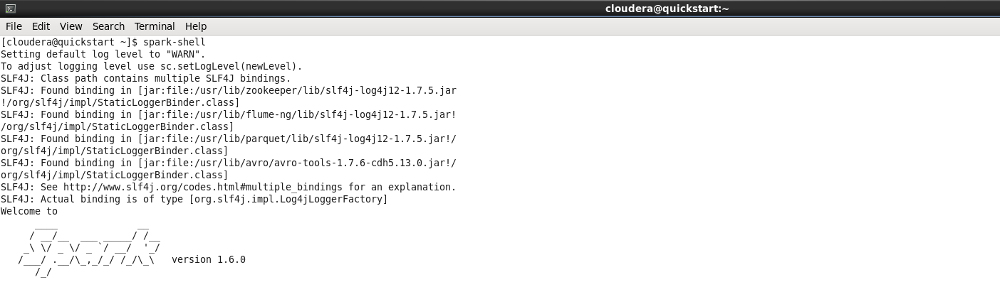 cloudera@quickstart:~
File Edit View Search Terminal Help
[cloudera@quickstart ~]$ spark-shell
Setting default log level to "WARN".
To adjust logging level use sc.setLogLevel(newLevel).
SLF4J: Class path contains multiple SLF4J bindings.
SLF4J: Found binding in [jar:file:/usr/lib/zookeeper/lib/slf4j-log4j12-1.7.5.jar
!/org/slf4j/impl/StaticLoggerBinder.class]
SLF4J: Found binding in [jar:file:/usr/lib/flume-ng/lib/slf4j-log4j12-1.7.5.jar!
/org/slf4j/impl/StaticLoggerBinder.class]
SLF4J: Found binding in [jar:file:/usr/lib/parquet/lib/slf4j-log4j12-1.7.5.jar!/
org/slf4j/impl/StaticLoggerBinder.class]
SLF4J: Found binding in [jar:file:/usr/lib/avro/avro-tools-1.7.6-cdh5.13.0.jar!/
org/slf4j/impl/StaticLoggerBinder.class]
SLF4J: See http://www.slf4j.org/codes.html#multiple_bindings for an explanation.
SLF4J: Actual binding is of type [org.slf4j.impl.Log4jLoggerFactory]
Welcome to
      ____              __
     / __/__  ___ _____/ /__
    _\ \/ _ \/ _ `/ __/  '_/
   /___/ .__/\_,_/_/ /_/\_\   version 1.6.0
      /_/